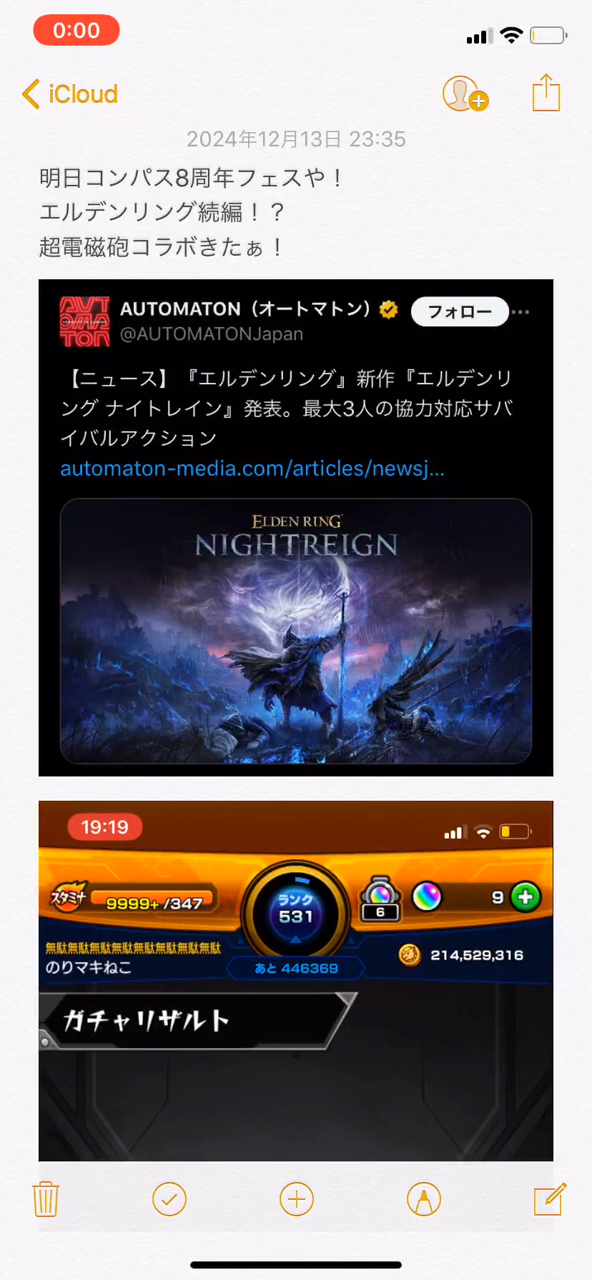 0:00
iCloud
2024年12月13日 23:35
明日コンパス8周年フェスや！
エルデンリング続編！？
超電磁砲コラボきたぁ！
AUTOMATON
AUTOMATON（オートマトン）
フォロー
@AUTOMATONJapan
【ニュース】『エルデンリング』新作『エルデンリ
ング ナイトレイン』発表。最大3人の協力対応サバ
イバルアクション
automaton-media.com/articles/newsj...
ELDEN RING
NIGHTREIGN
19:19
スタミナ 9999+/347
ランク
531
6
9
無駄無駄無駄無駄無駄無駄無駄無駄
のりマキねこ
あと 446369
214,529,316
ガチャリザルト